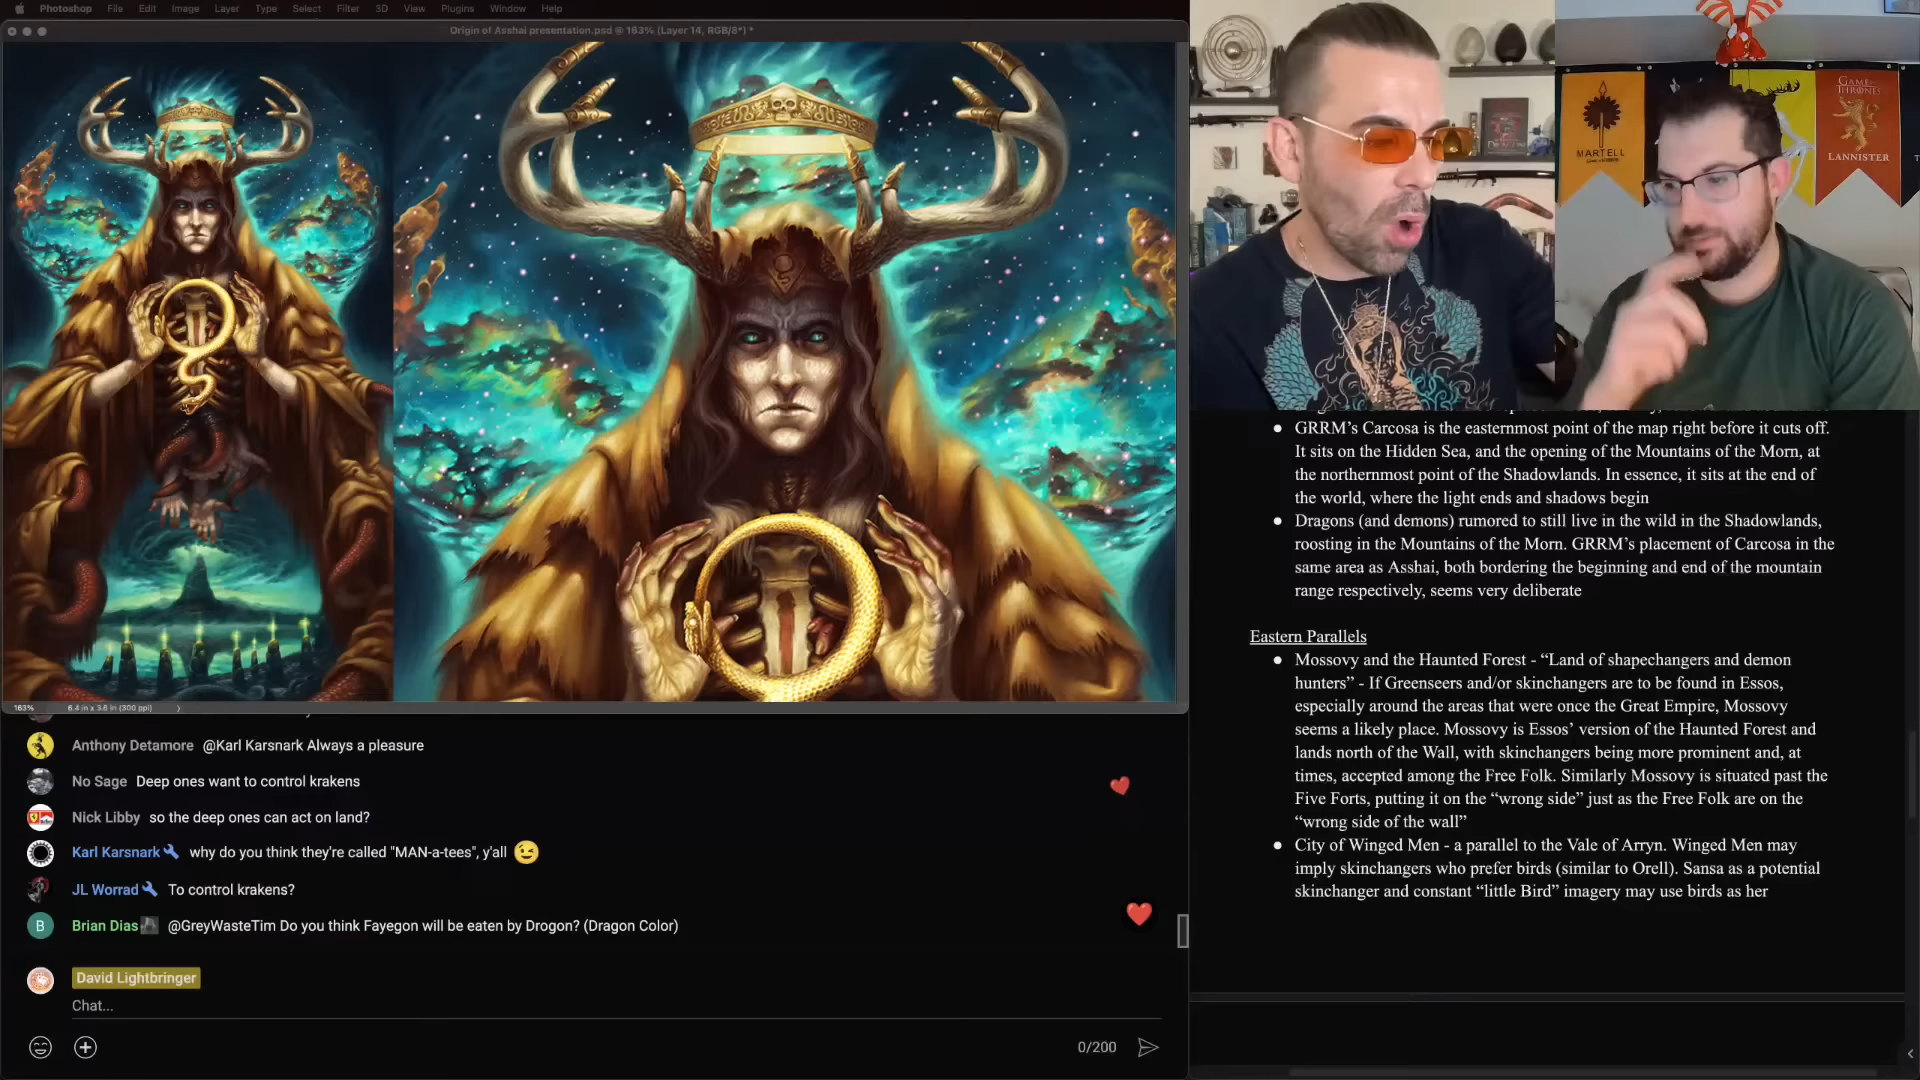 Photoshop File Edit Image Layer Type Select Filter 3D View Plugins Window Help
Origin of Asshai presentation.psd @ 163% (Layer 14, RGB/8*) *
MARTELL
GAME OF THRONES
LANNISTER
163% 6.4 in x 3.6 in (300 ppi)
Anthony Detamore @Karl Karsnark Always a pleasure
No Sage Deep ones want to control krakens
Nick Libby so the deep ones can act on land?
Karl Karsnark why do you think they're called "MAN-a-tees", y'all
JL Worrad To control krakens?
B Brian Dias @GreyWasteTim Do you think Fayegon will be eaten by Drogon? (Dragon Color)
David Lightbringer
Chat...
0/200
• GRRM’s Carcosa is the easternmost point of the map right before it cuts off.
It sits on the Hidden Sea, and the opening of the Mountains of the Morn, at
the northernmost point of the Shadowlands. In essence, it sits at the end of
the world, where the light ends and shadows begin
• Dragons (and demons) rumored to still live in the wild in the Shadowlands,
roosting in the Mountains of the Morn. GRRM’s placement of Carcosa in the
same area as Asshai, both bordering the beginning and end of the mountain
range respectively, seems very deliberate
Eastern Parallels
• Mossovy and the Haunted Forest - “Land of shapechangers and demon
hunters” - If Greenseers and/or skinchangers are to be found in Essos,
especially around the areas that were once the Great Empire, Mossovy
seems a likely place. Mossovy is Essos’ version of the Haunted Forest and
lands north of the Wall, with skinchangers being more prominent and, at
times, accepted among the Free Folk. Similarly Mossovy is situated past the
Five Forts, putting it on the “wrong side” just as the Free Folk are on the
“wrong side of the wall”
• City of Winged Men - a parallel to the Vale of Arryn. Winged Men may
imply skinchangers who prefer birds (similar to Orell). Sansa as a potential
skinchanger and constant “little Bird” imagery may use birds as her